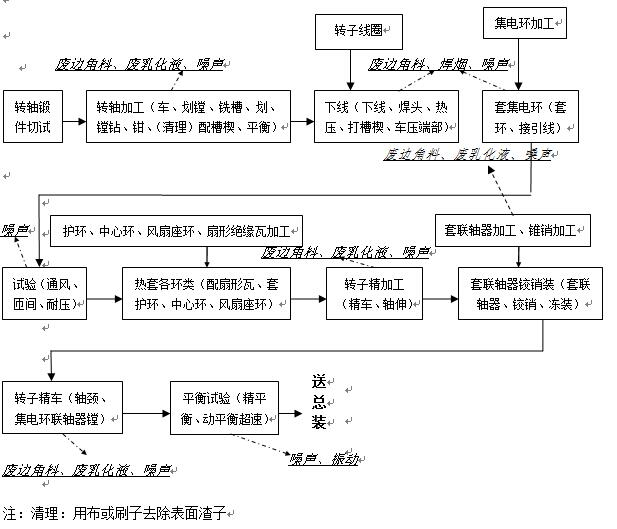 转子线圈
集电环加工
废边角料、废乳化液、噪声
废边角料、焊烟、噪声
转轴锻
件切试
转轴加工（车、划镗、铣槽、划、
镗钻、钳、（清理）配槽楔、平衡）
下线（下线、焊头、热
压、打槽楔、车压端部）
套集电环（套
环、接引线）
废边角料、废乳化液、噪声
噪声
护环、中心环、风扇座环、扇形绝缘瓦加工
套联轴器加工、锥销加工
废边角料、废乳化液、噪声
试验（通风、
匝间、耐压）
热套各环类（配扇形瓦、套
护环、中心环、风扇座环）
转子精加工
（精车、轴伸）
套联轴器铰销装（套联
轴器、铰销、冻装）
转子精车（轴颈、
集电环联轴器镗）
平衡试验（精平
衡、动平衡超速）
送
总
装
废边角料、废乳化液、噪声
噪声、振动
注：清理：用布或刷子去除表面渣子